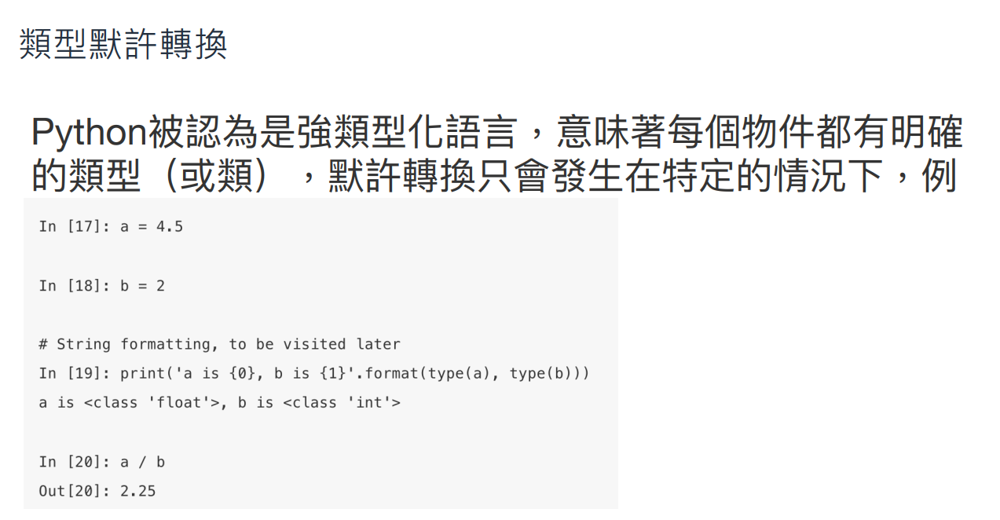 類型默許轉換
Python被認為是強類型化語言，意味著每個物件都有明確
的類型（或類），默許轉換只會發生在特定的情況下，例
In [17]: a = 4.5
In [18]: b = 2
# String formatting, to be visited later
In [19]: print('a is {0}, b is {1}'.format(type(a), type(b)))
a is <class 'float'>, b is <class 'int'>
In [20]: a / b
Out[20]: 2.25